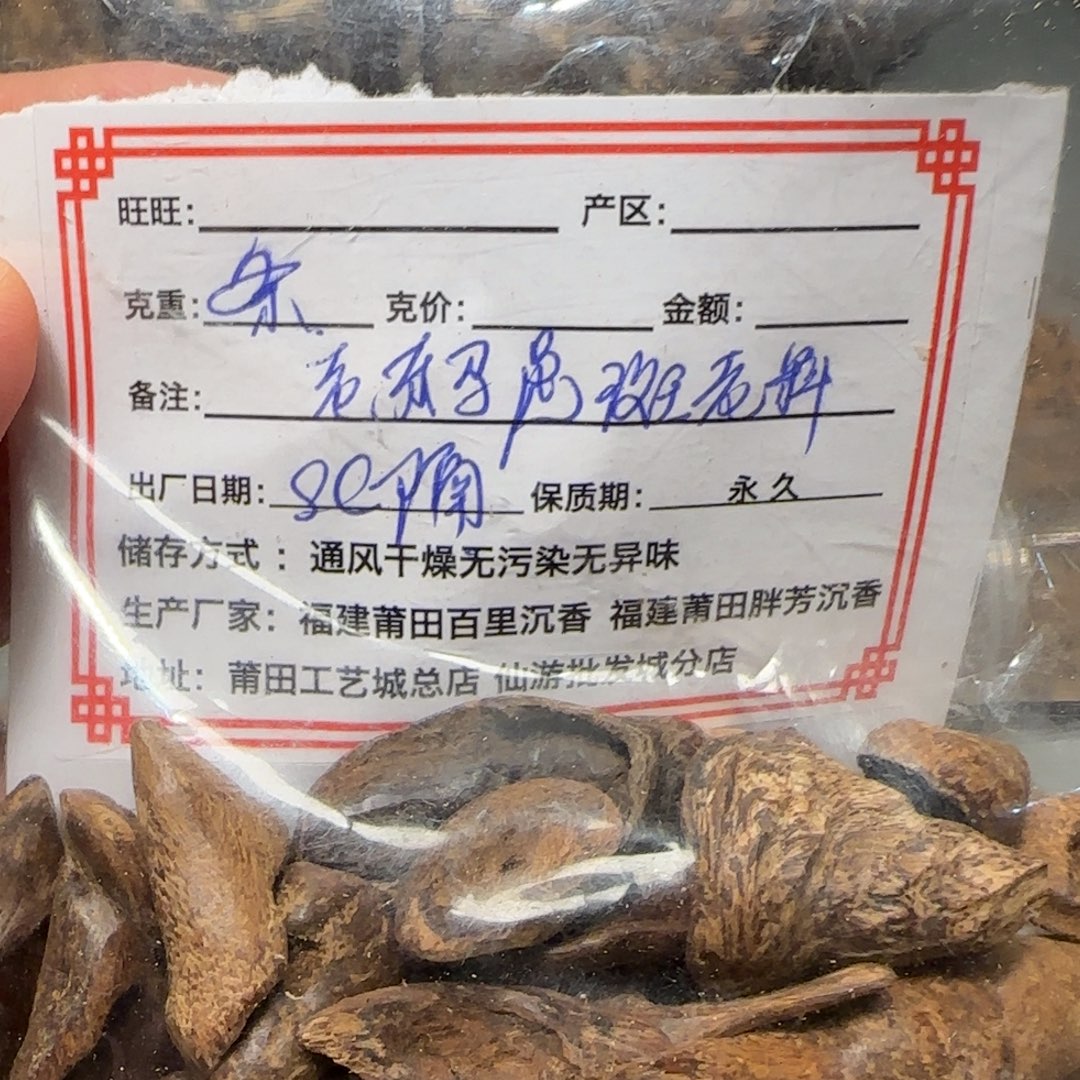 旺旺： 产区：
克重： 克价： 金额：
备注：
出厂日期： 保质期： 永久
储存方式 ： 通风干燥无污染无异味
生产厂家： 福建莆田百里沉香 福建莆田胖芳沉香
地址： 莆田工艺城总店 仙游批发城分店